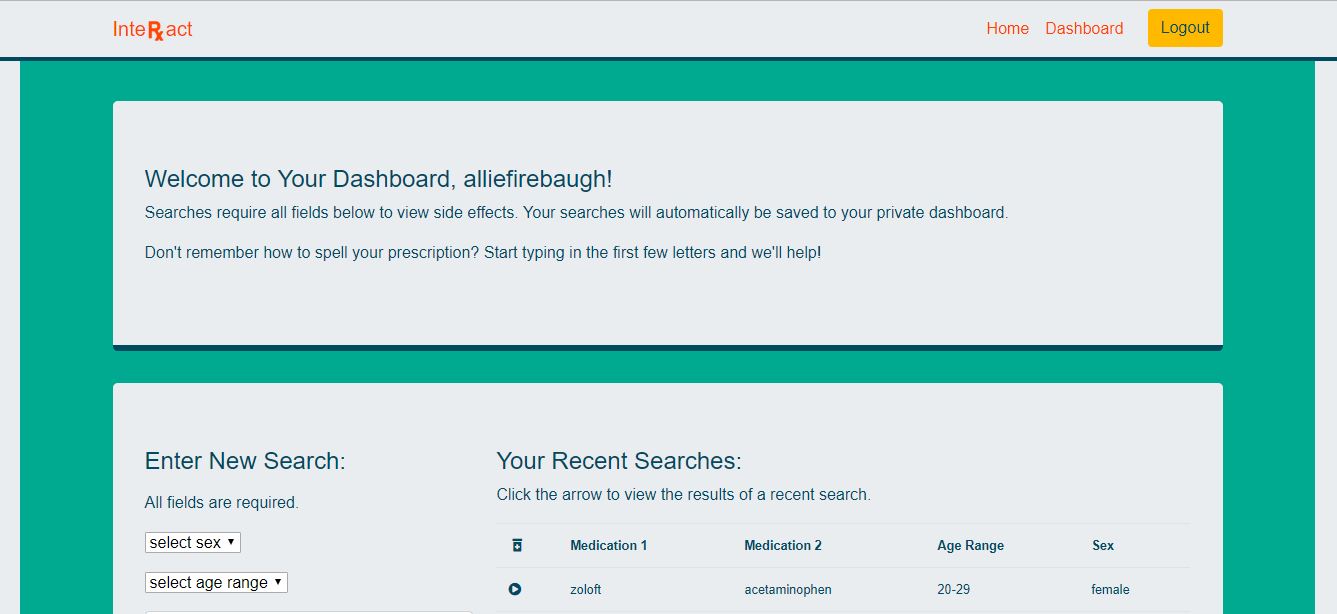 InteRxact
Home Dashboard Logout
Welcome to Your Dashboard, alliefirebaugh!
Searches require all fields below to view side effects. Your searches will automatically be saved to your private dashboard.
Don't remember how to spell your prescription? Start typing in the first few letters and we'll help!
Enter New Search:
All fields are required.
select sex
select age range
Your Recent Searches:
Click the arrow to view the results of a recent search.
Medication 1 Medication 2 Age Range Sex
zoloft acetaminophen 20-29 female